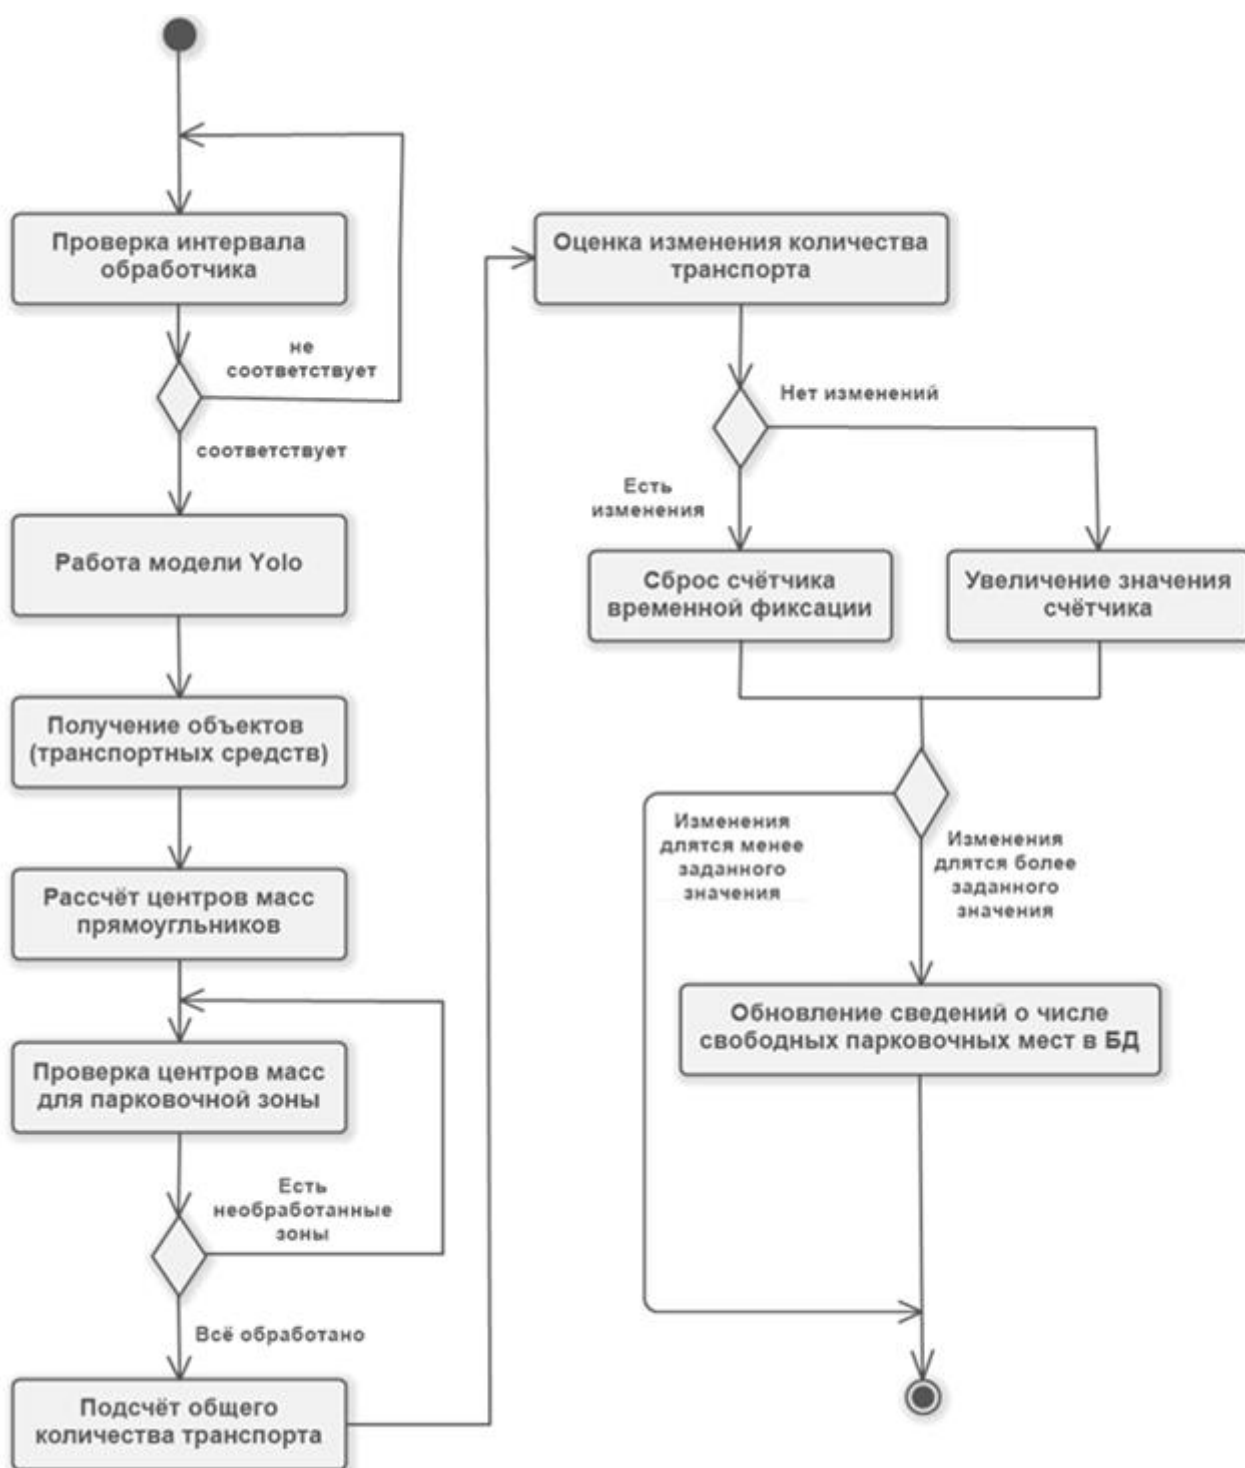 Проверка интервала
обработчика
не
соответствует
соответствует
Работа модели Yolo
Получение объектов
(транспортных средств)
Рассчёт центров масс
прямоугльников
Проверка центров масс
для парковочной зоны
Есть
необработанные
зоны
Всё обработано
Подсчёт общего
количества транспорта
Оценка изменения количества
транспорта
Нет изменений
Есть
изменения
Сброс счётчика
временной фиксации
Увеличение значения
счётчика
Изменения
длятся менее
заданного
значения
Изменения
длятся более
заданного
значения
Обновление сведений о числе
свободных парковочных мест в БД